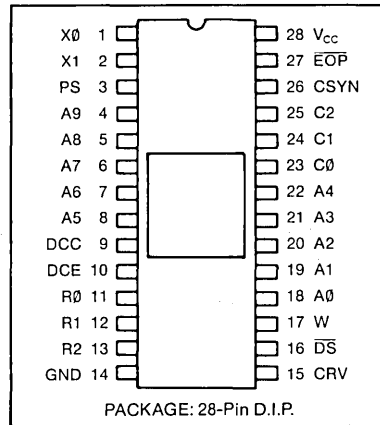 XØ 1 28 VCC
X1 2 27 E̅O̅P̅
PS 3 26 CSYN
A9 4 25 C2
A8 5 24 C1
A7 6 23 CØ
A6 7 22 A4
A5 8 21 A3
DCC 9 20 A2
DCE 10 19 A1
RØ 11 18 AØ
R1 12 17 W
R2 13 16 D̅S̅
GND 14 15 CRV
PACKAGE: 28-Pin D.I.P.